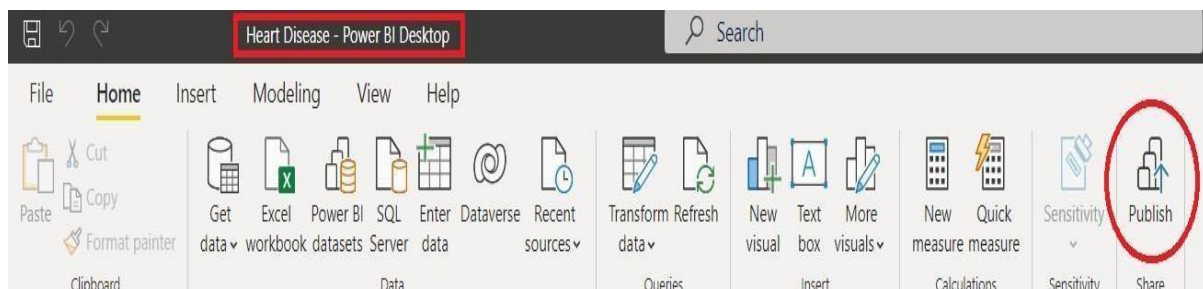 Heart Disease - Power BI Desktop
Search
File Home Insert Modeling View Help
Paste
Cut
Copy
Format painter
Clipboard
Get data
Excel workbook
Power BI datasets
SQL Server
Enter data
Dataverse
Recent sources
Data
Transform data
Refresh
Queries
New visual
Text box
More visuals
Insert
New measure
Quick measure
Calculations
Sensitivity
Sensitivity
Publish
Share